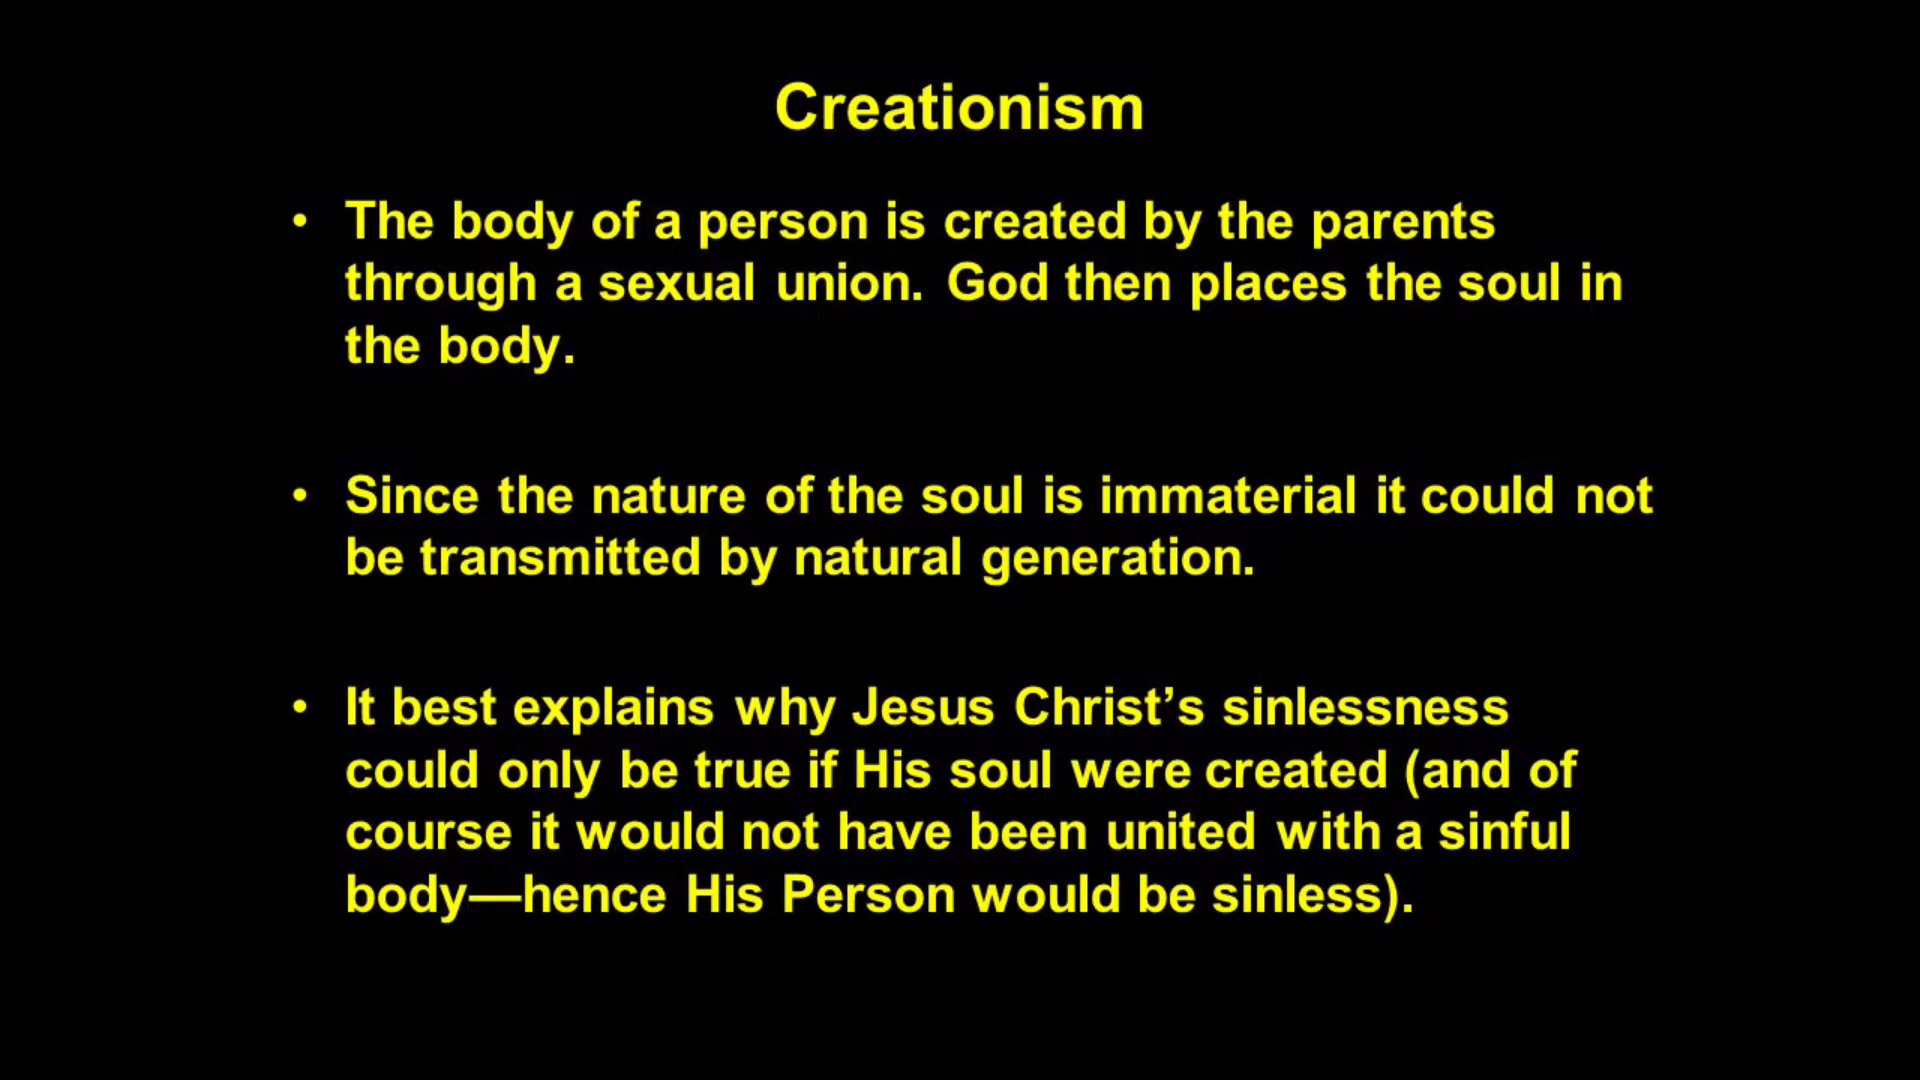 Creationism
• The body of a person is created by the parents
through a sexual union. God then places the soul in
the body.
• Since the nature of the soul is immaterial it could not
be transmitted by natural generation.
• It best explains why Jesus Christ’s sinlessness
could only be true if His soul were created (and of
course it would not have been united with a sinful
body—hence His Person would be sinless).